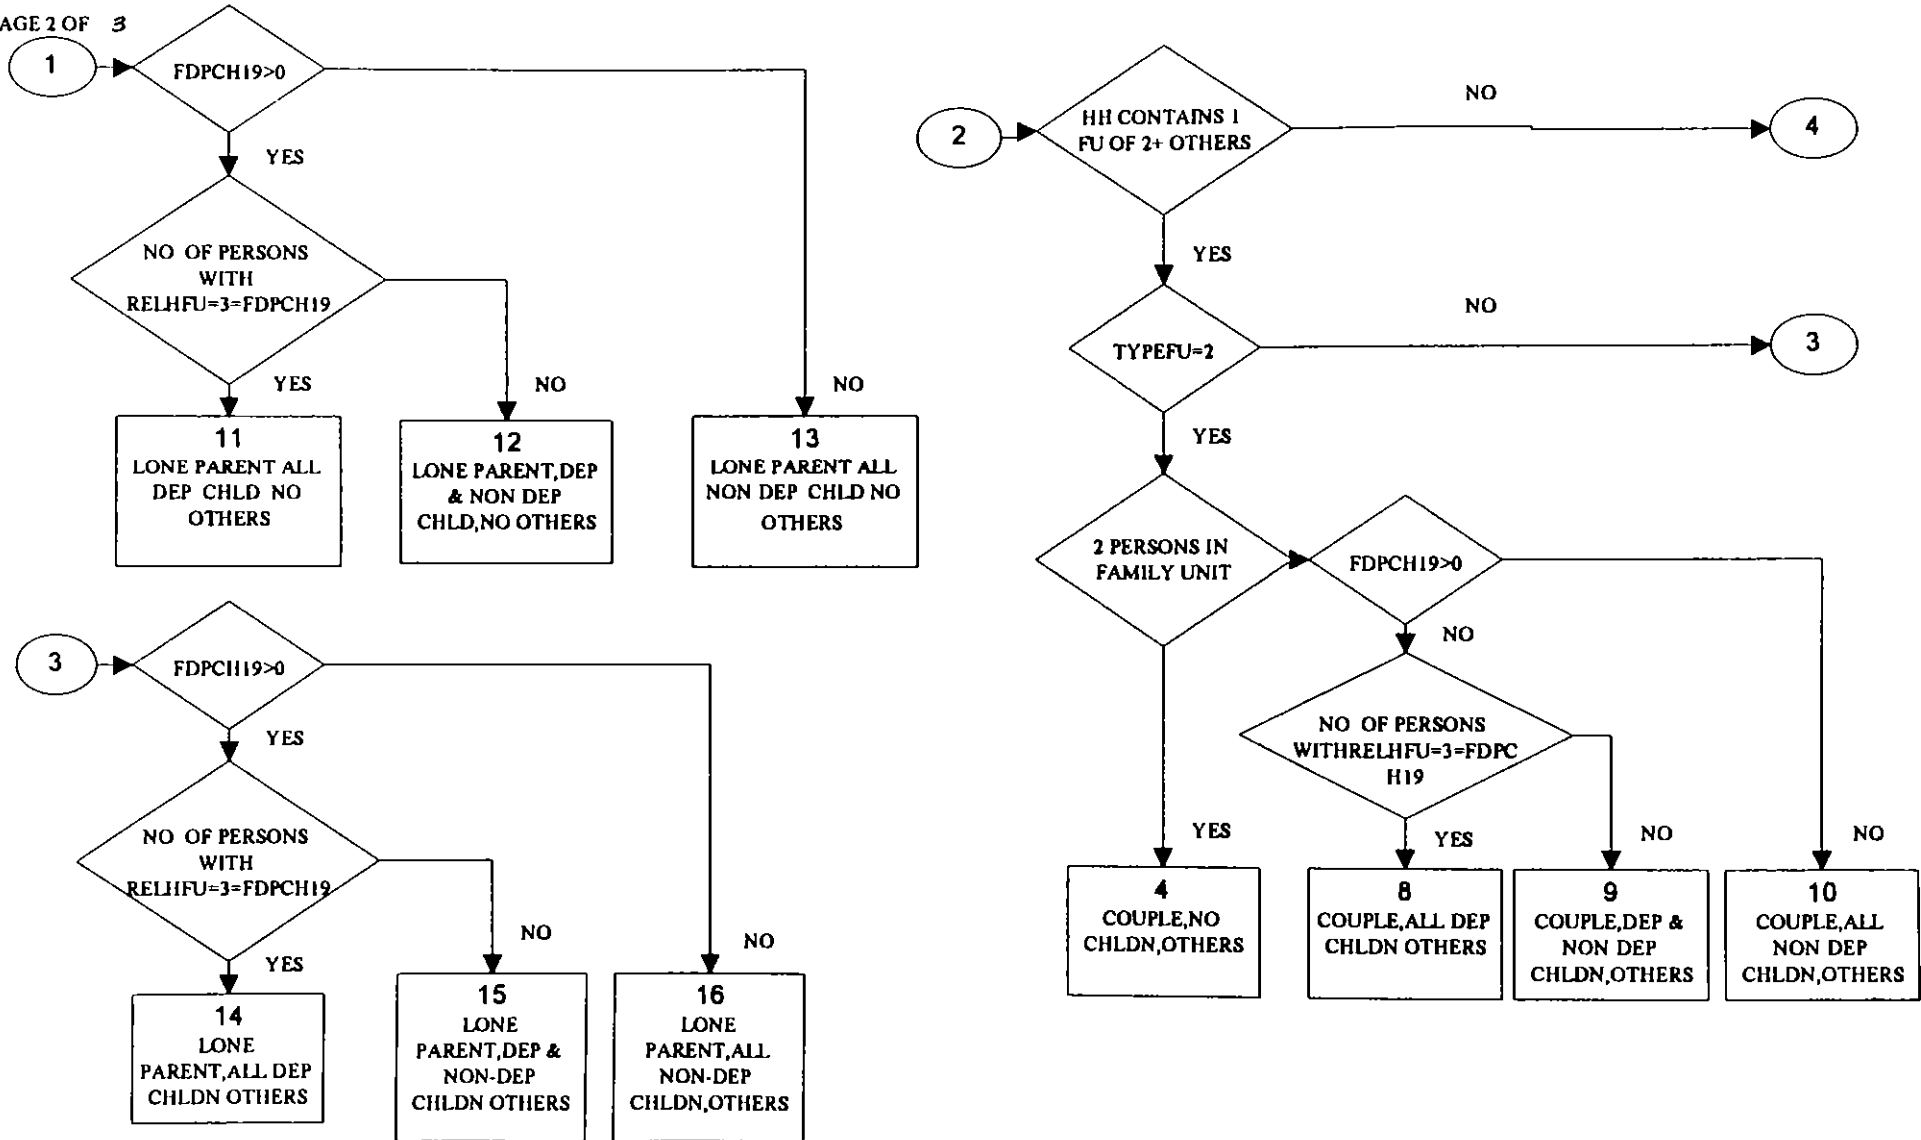 AGE 2 OF 3
1
FDPCH19>0
YES
NO OF PERSONS
WITH
RELHFU=3=FDPCH19
YES
NO
NO
11
LONE PARENT ALL
DEP CHLD NO
OTHERS
12
LONE PARENT,DEP
& NON DEP
CHLD,NO OTHERS
13
LONE PARENT ALL
NON DEP CHLD NO
OTHERS
3
FDPCH19>0
YES
NO OF PERSONS
WITH
RELHFU=3=FDPCH19
YES
NO
NO
14
LONE
PARENT,ALL DEP
CHLDN OTHERS
15
LONE
PARENT,DEP &
NON-DEP
CHLDN OTHERS
16
LONE
PARENT,ALL
NON-DEP
CHLDN,OTHERS
2
HH CONTAINS 1
FU OF 2+ OTHERS
NO
4
YES
TYPEFU=2
NO
3
YES
2 PERSONS IN
FAMILY UNIT
FDPCH19>0
NO
NO OF PERSONS
WITHRELHFU=3=FDPC
H19
YES
YES
NO
NO
4
COUPLE,NO
CHLDN,OTHERS
8
COUPLE,ALL DEP
CHLDN OTHERS
9
COUPLE,DEP &
NON DEP
CHLDN,OTHERS
10
COUPLE,ALL
NON DEP
CHLDN,OTHERS